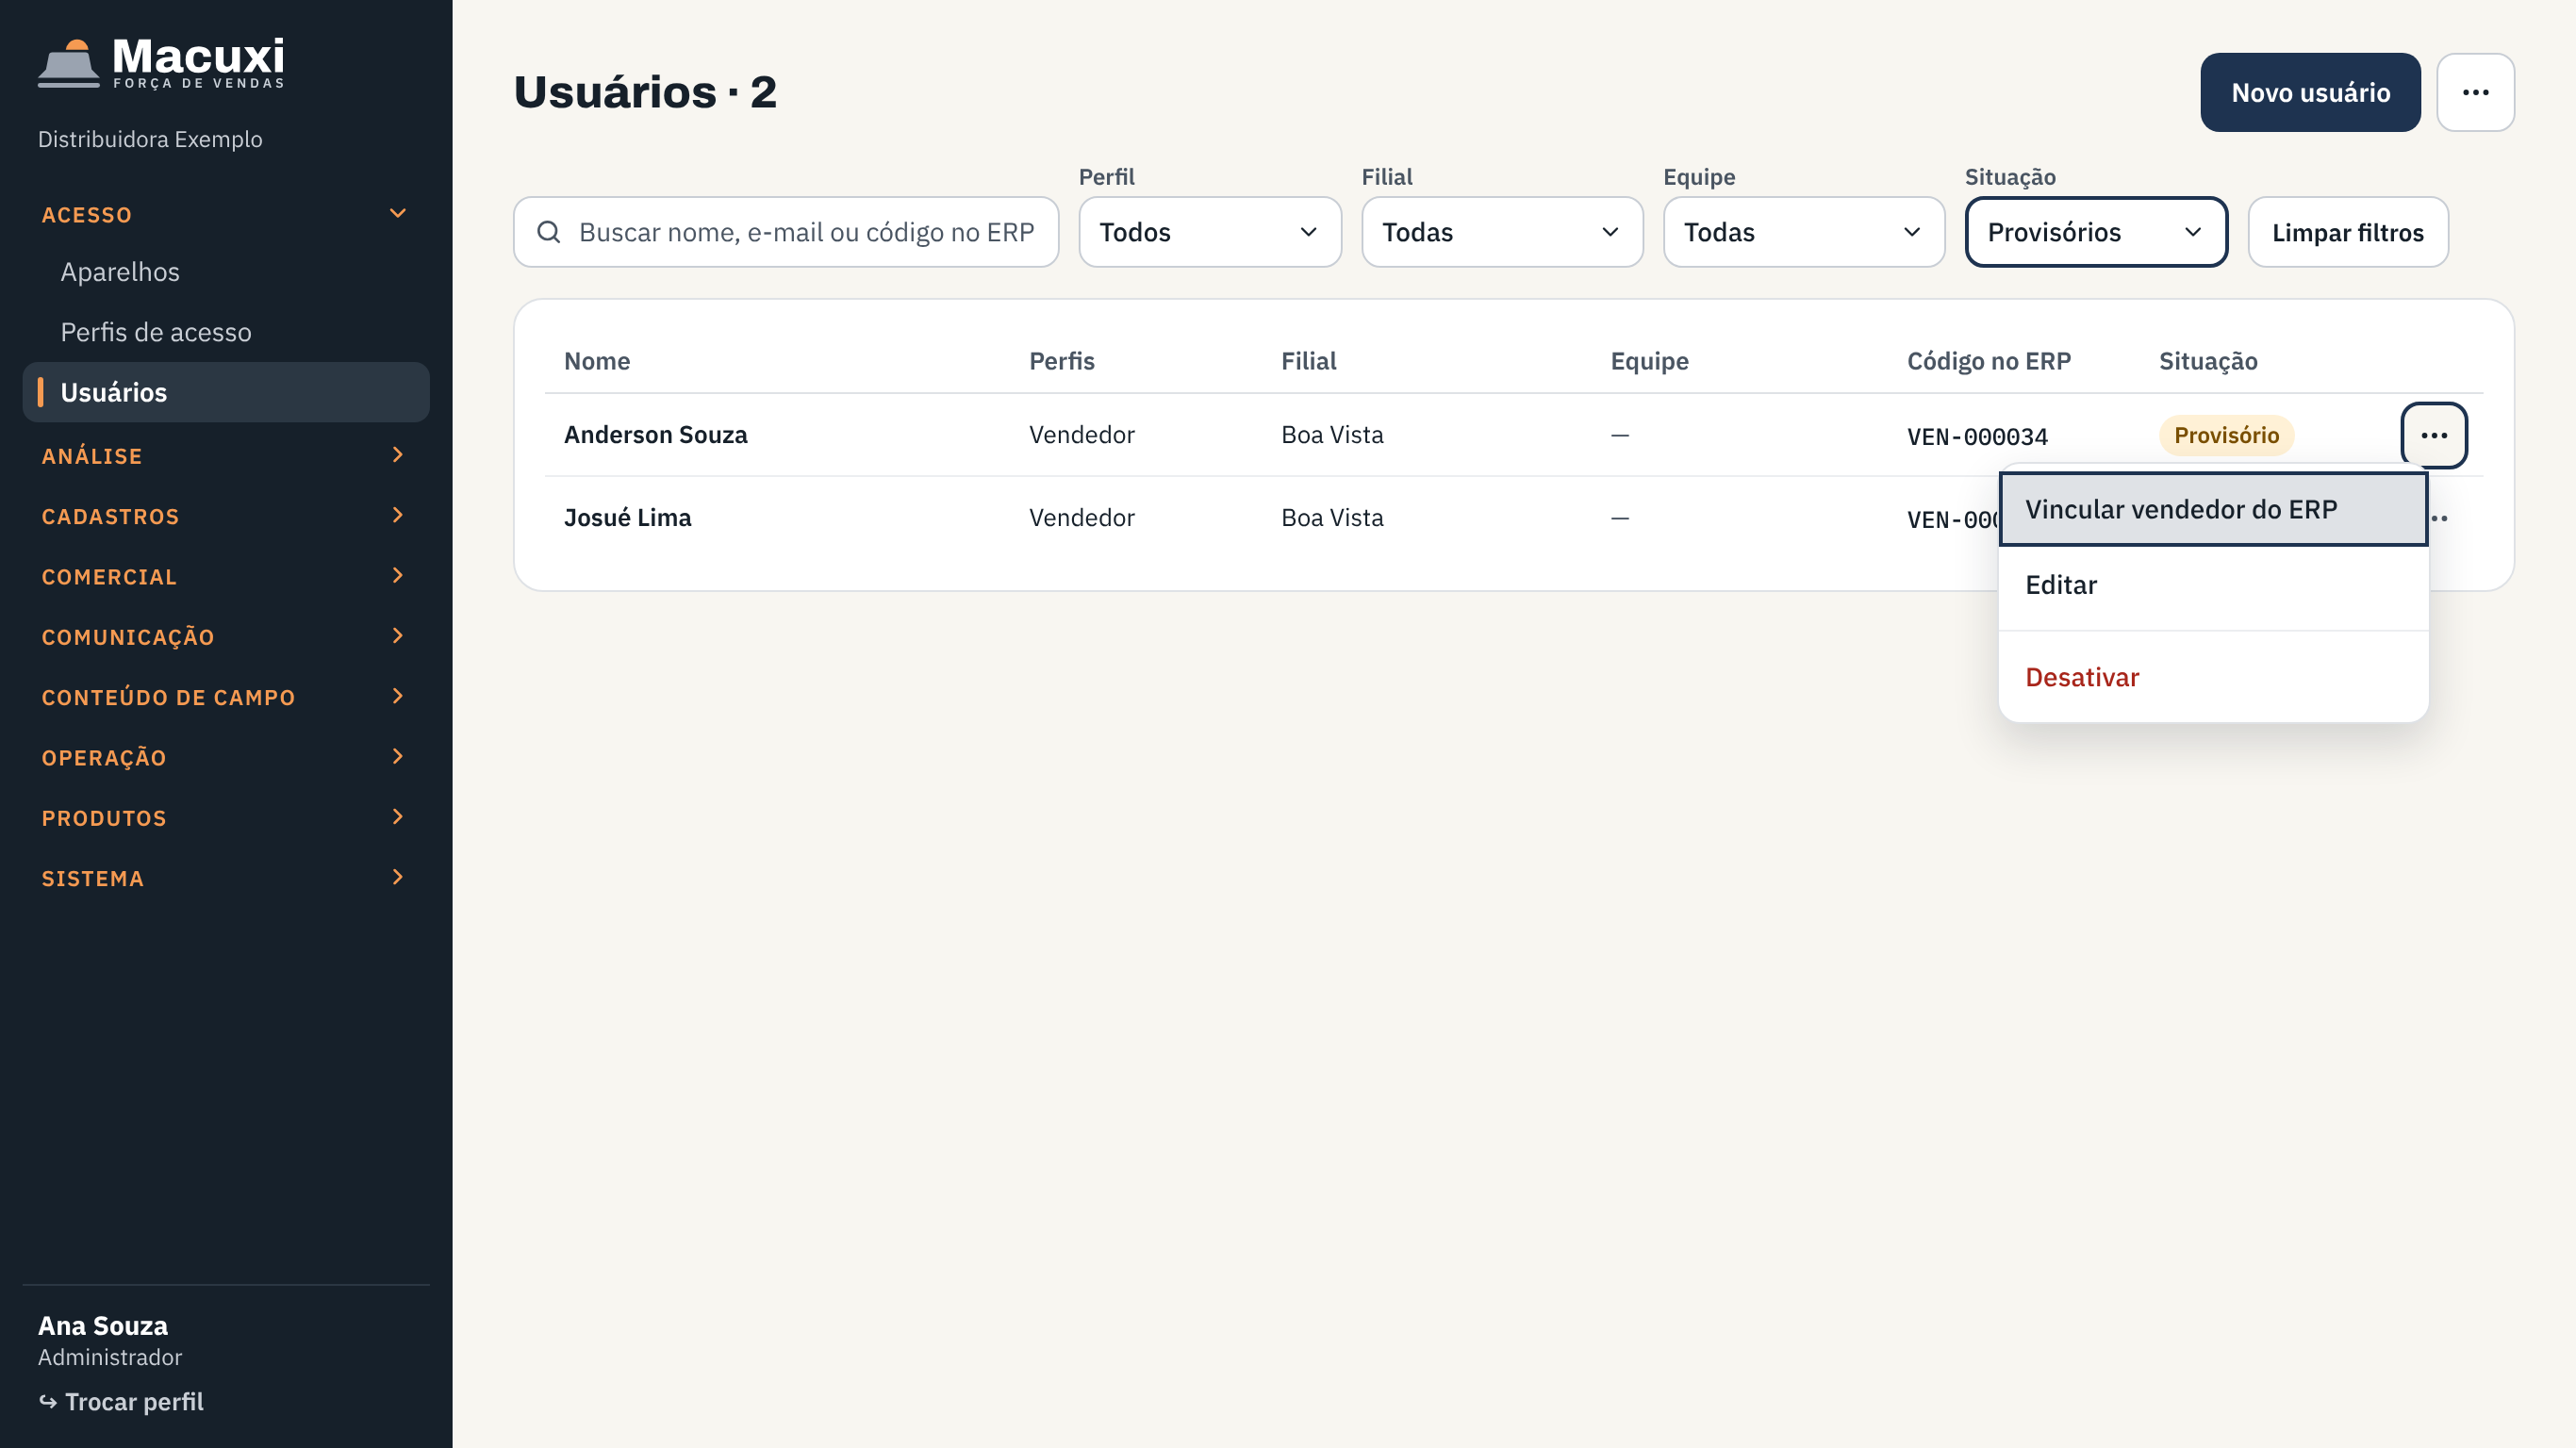 Macuxi
FORÇA DE VENDAS
Distribuidora Exemplo
ACESSO
Aparelhos
Perfis de acesso
Usuários
ANÁLISE
CADASTROS
COMERCIAL
COMUNICAÇÃO
CONTEÚDO DE CAMPO
OPERAÇÃO
PRODUTOS
SISTEMA
Ana Souza
Administrador
↪ Trocar perfil
Usuários · 2
Novo usuário
Perfil Filial Equipe Situação
Buscar nome, e-mail ou código no ERP Todos Todas Todas Provisórios Limpar filtros
Nome Perfis Filial Equipe Código no ERP Situação
Anderson Souza Vendedor Boa Vista — VEN-000034 Provisório
Josué Lima Vendedor Boa Vista —
Vincular vendedor do ERP
Editar
Desativar